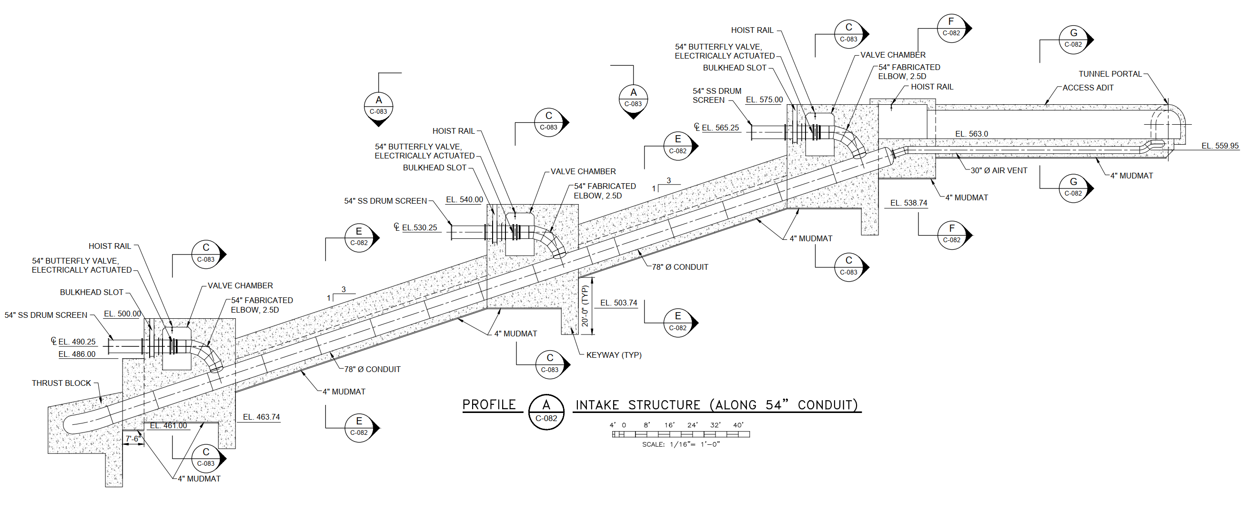 HOIST RAIL
54" BUTTERFLY VALVE,
ELECTRICALLY ACTUATED
BULKHEAD SLOT
54" SS DRUM
SCREEN
EL. 575.00
℄ EL. 565.25
C
C-083
VALVE CHAMBER
54" FABRICATED
ELBOW, 2.5D
HOIST RAIL
F
C-082
G
C-082
TUNNEL PORTAL
ACCESS ADIT
EL. 563.0
EL. 559.95
30" Ø AIR VENT
4" MUDMAT
G
C-082
4" MUDMAT
EL. 538.74
F
C-082
4" MUDMAT
C
C-083
A
C-083
A
C-083
C
C-083
HOIST RAIL
54" BUTTERFLY VALVE,
ELECTRICALLY ACTUATED
BULKHEAD SLOT
VALVE CHAMBER
54" FABRICATED
ELBOW, 2.5D
54" SS DRUM SCREEN
EL. 540.00
℄ EL. 530.25
E
C-082
3
1
78" Ø CONDUIT
20'-0" (TYP)
EL. 503.74
E
C-082
4" MUDMAT
KEYWAY (TYP)
C
C-083
E
C-082
C
C-083
HOIST RAIL
54" BUTTERFLY VALVE,
ELECTRICALLY ACTUATED
BULKHEAD SLOT
VALVE CHAMBER
54" FABRICATED
ELBOW, 2.5D
54" SS DRUM SCREEN
EL. 500.00
℄ EL. 490.25
EL. 486.00
3
1
78" Ø CONDUIT
4" MUDMAT
THRUST BLOCK
EL. 463.74
EL. 461.00
7'-6"
E
C-082
C
C-083
4" MUDMAT
PROFILE
A
C-082
INTAKE STRUCTURE (ALONG 54" CONDUIT)
4' 0 8' 16' 24' 32' 40'
SCALE: 1/16"= 1'-0"